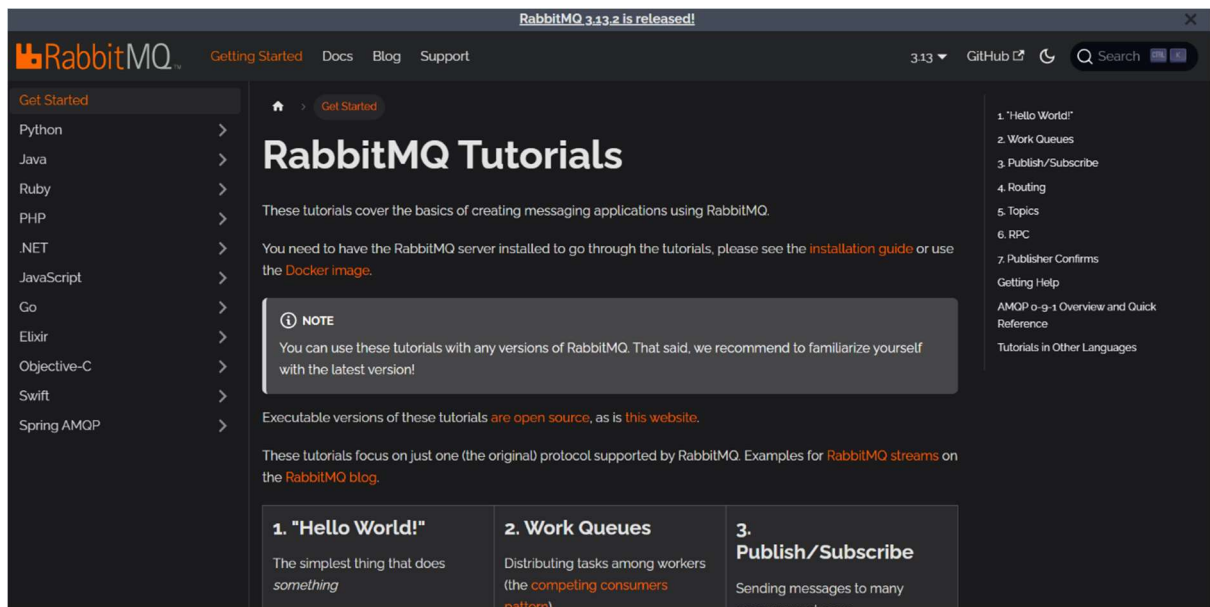 RabbitMQ 3.13.2 is released!
RabbitMQ
Getting Started Docs Blog Support
3.13 GitHub Search CTRL K
Get Started
Python
Java
Ruby
PHP
.NET
JavaScript
Go
Elixir
Objective-C
Swift
Spring AMQP
Get Started
RabbitMQ Tutorials
These tutorials cover the basics of creating messaging applications using RabbitMQ.
You need to have the RabbitMQ server installed to go through the tutorials, please see the installation guide or use
the Docker image.
NOTE
You can use these tutorials with any versions of RabbitMQ. That said, we recommend to familiarize yourself
with the latest version!
Executable versions of these tutorials are open source, as is this website.
These tutorials focus on just one (the original) protocol supported by RabbitMQ. Examples for RabbitMQ streams on
the RabbitMQ blog.
1. "Hello World!"
The simplest thing that does
something
2. Work Queues
Distributing tasks among workers
(the competing consumers
pattern)
3.
Publish/Subscribe
Sending messages to many
1. "Hello World!"
2. Work Queues
3. Publish/Subscribe
4. Routing
5. Topics
6. RPC
7. Publisher Confirms
Getting Help
AMQP 0-9-1 Overview and Quick
Reference
Tutorials in Other Languages